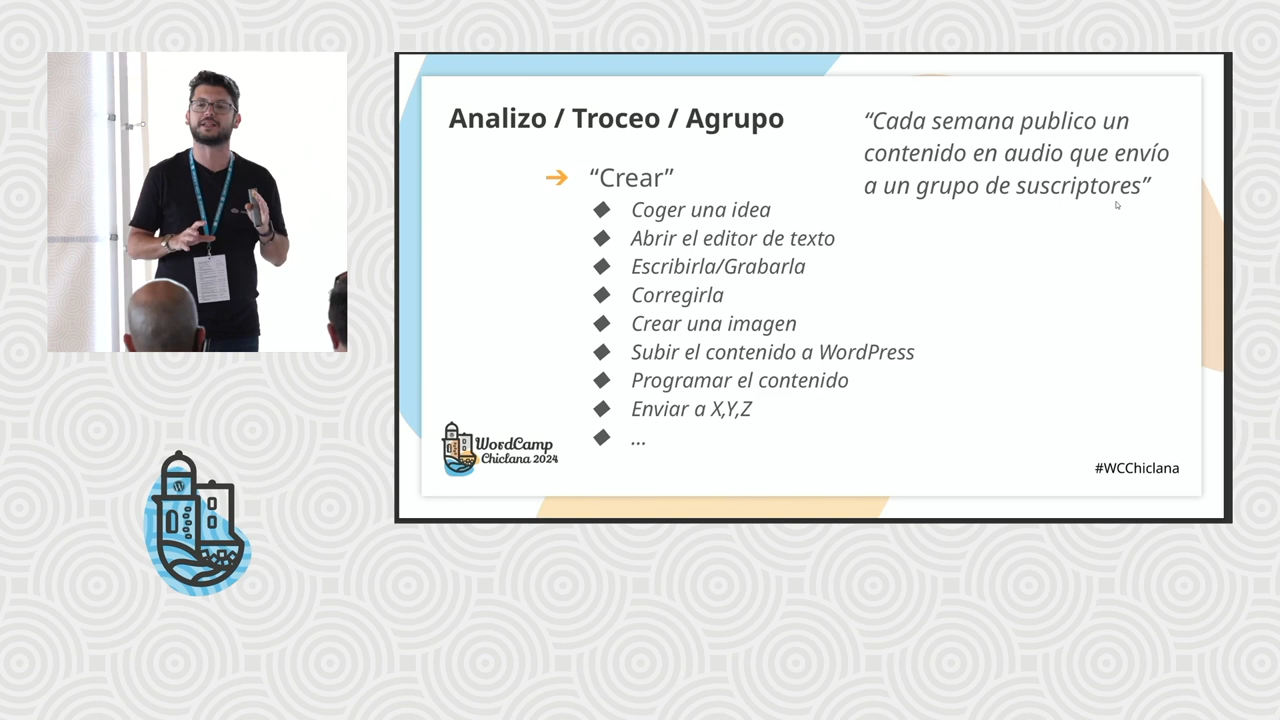 Analizo / Troceo / Agrupo
“Cada semana publico un
contenido en audio que envío
a un grupo de suscriptores”
➔ “Crear”
◆ Coger una idea
◆ Abrir el editor de texto
◆ Escribirla/Grabarla
◆ Corregirla
◆ Crear una imagen
◆ Subir el contenido a WordPress
◆ Programar el contenido
◆ Enviar a X,Y,Z
◆ ...
WordCamp
Chiclana 2024
#WCChiclana